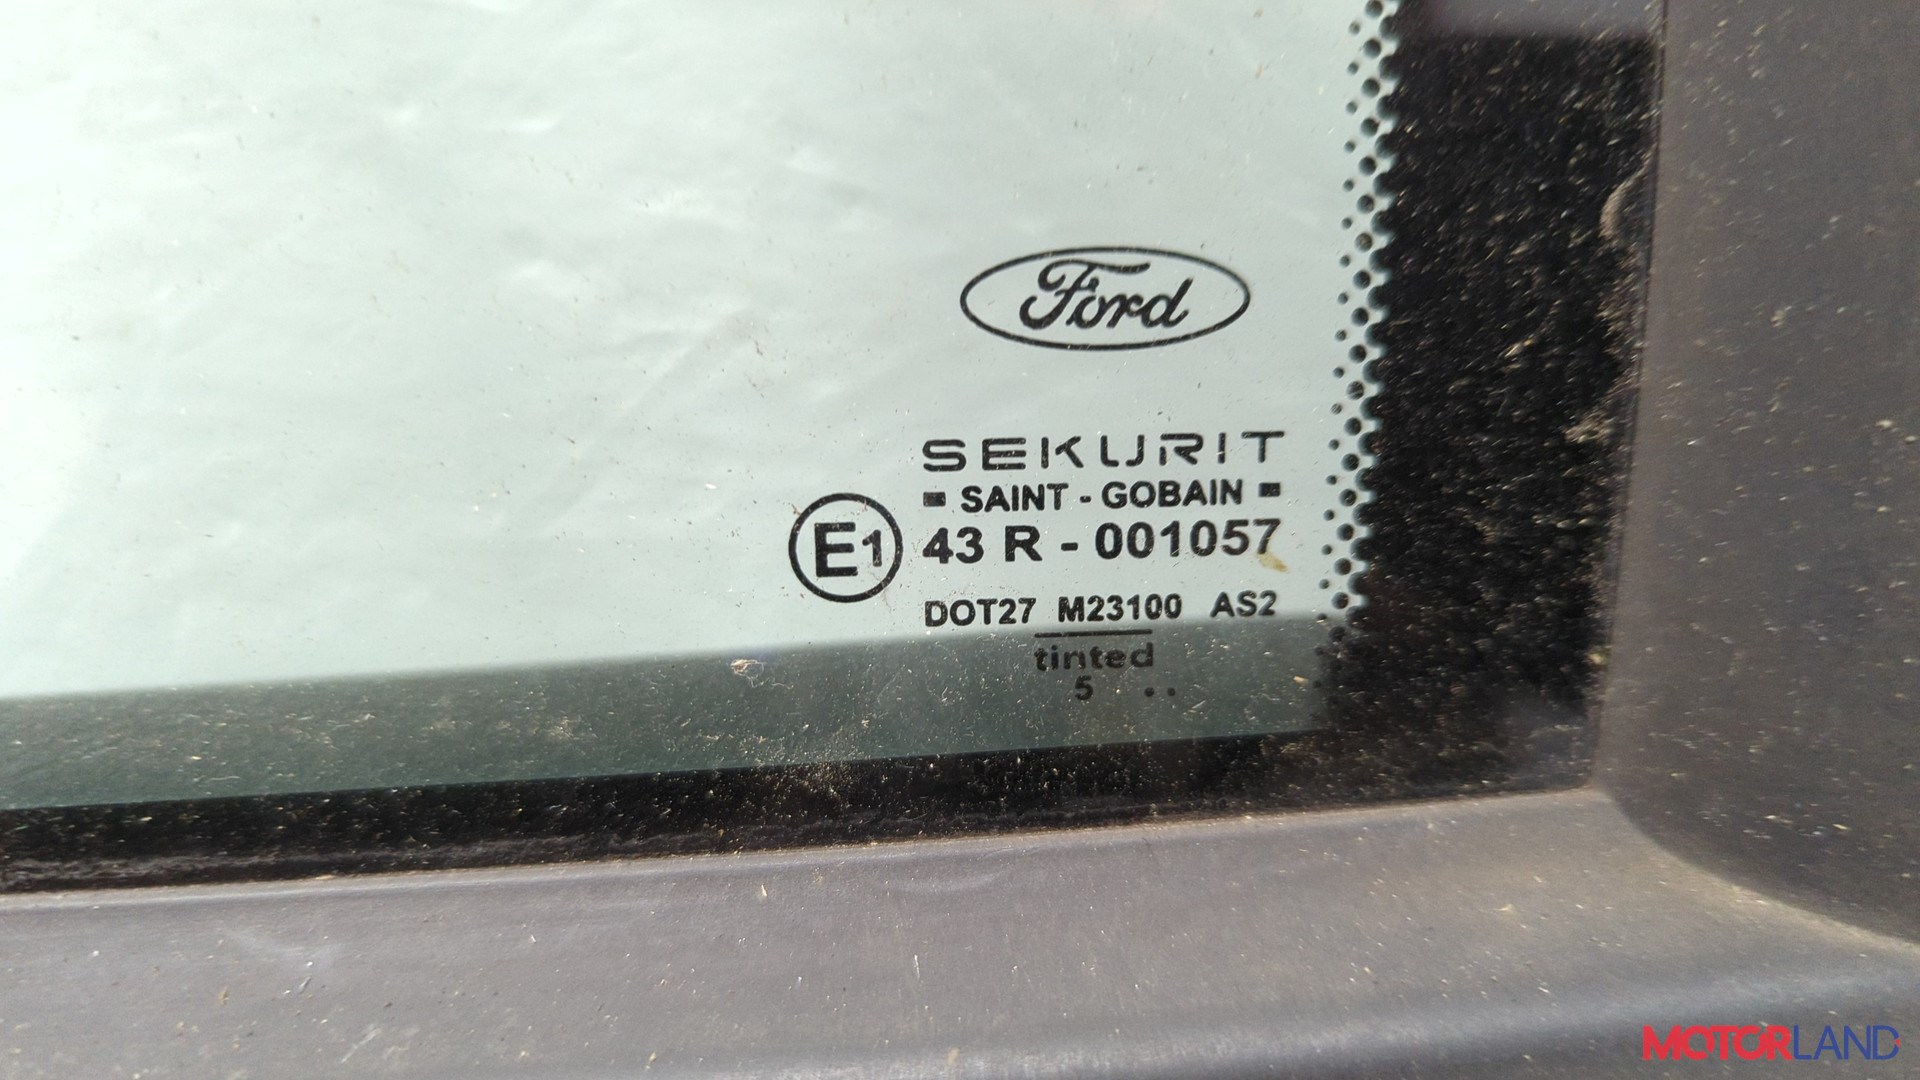 Ford
SEKURIT
SAINT - GOBAIN
E1 43 R - 001057
DOT27 M23100 AS2
tinted
5 ..
MOTORLAND